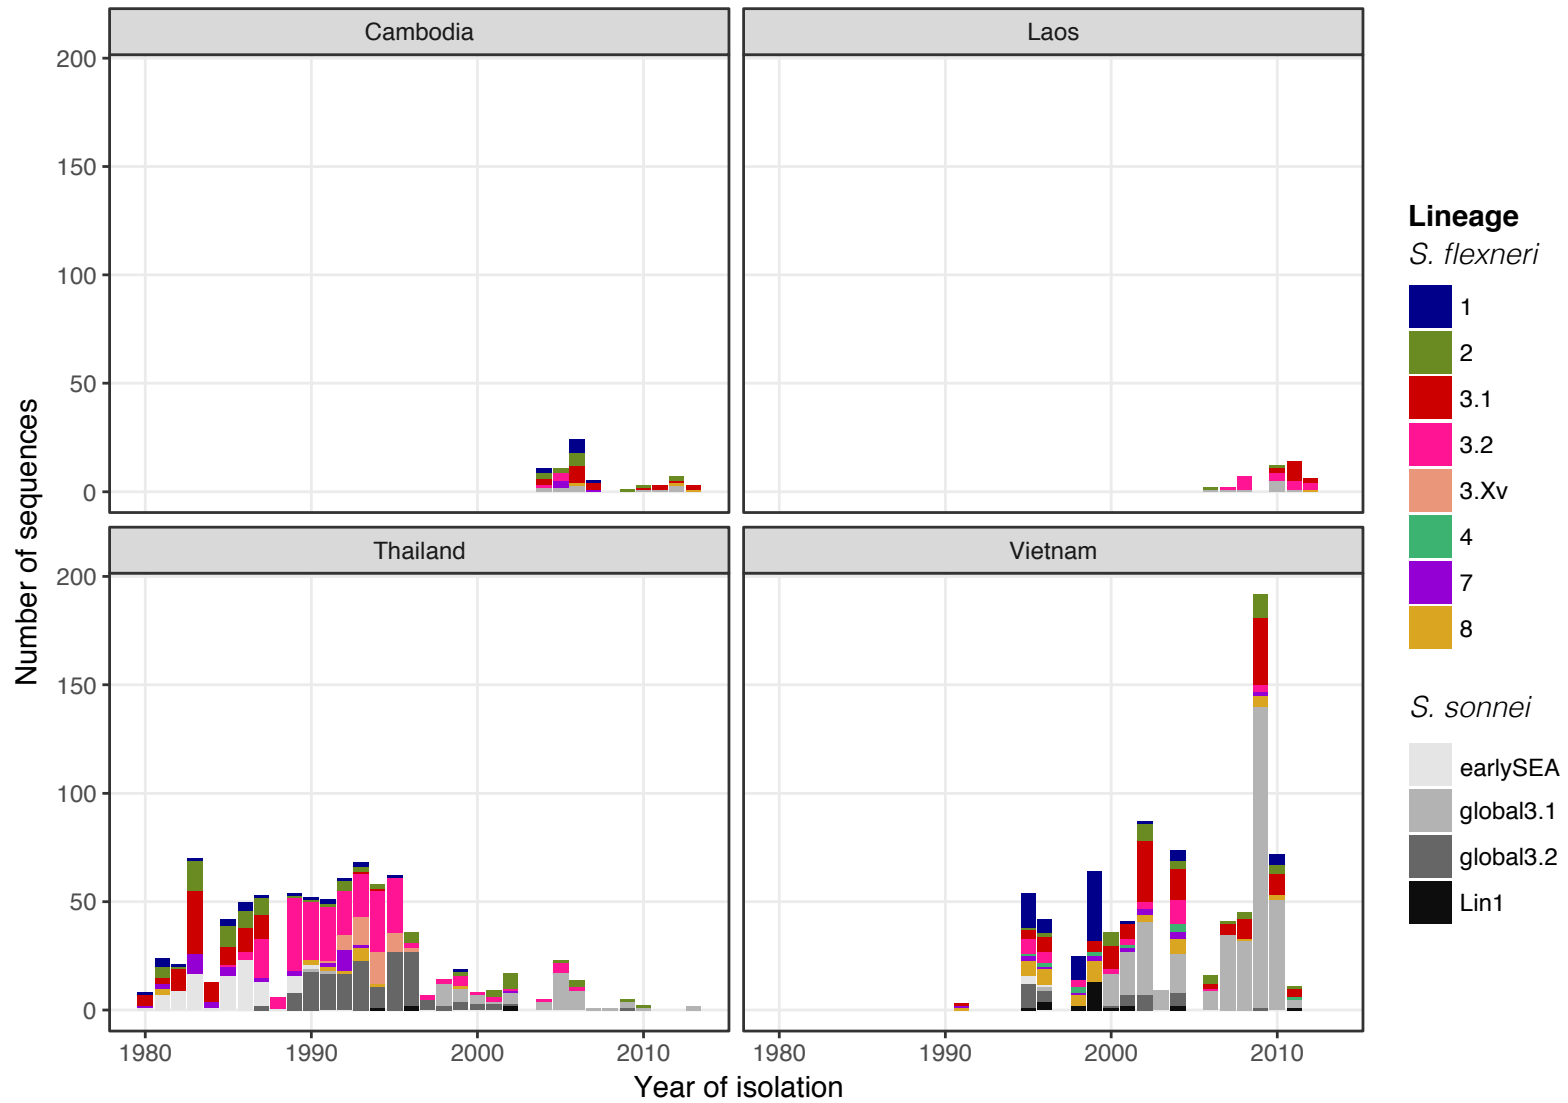 Cambodia
Laos
200
150
100
50
0
Thailand
Vietnam
200
150
100
50
0
1980
1990
2000
2010
1980
1990
2000
2010
Number of sequences
Year of isolation
Lineage
S. flexneri
1
2
3.1
3.2
3.Xv
4
7
8
S. sonnei
earlySEA
global3.1
global3.2
Lin1